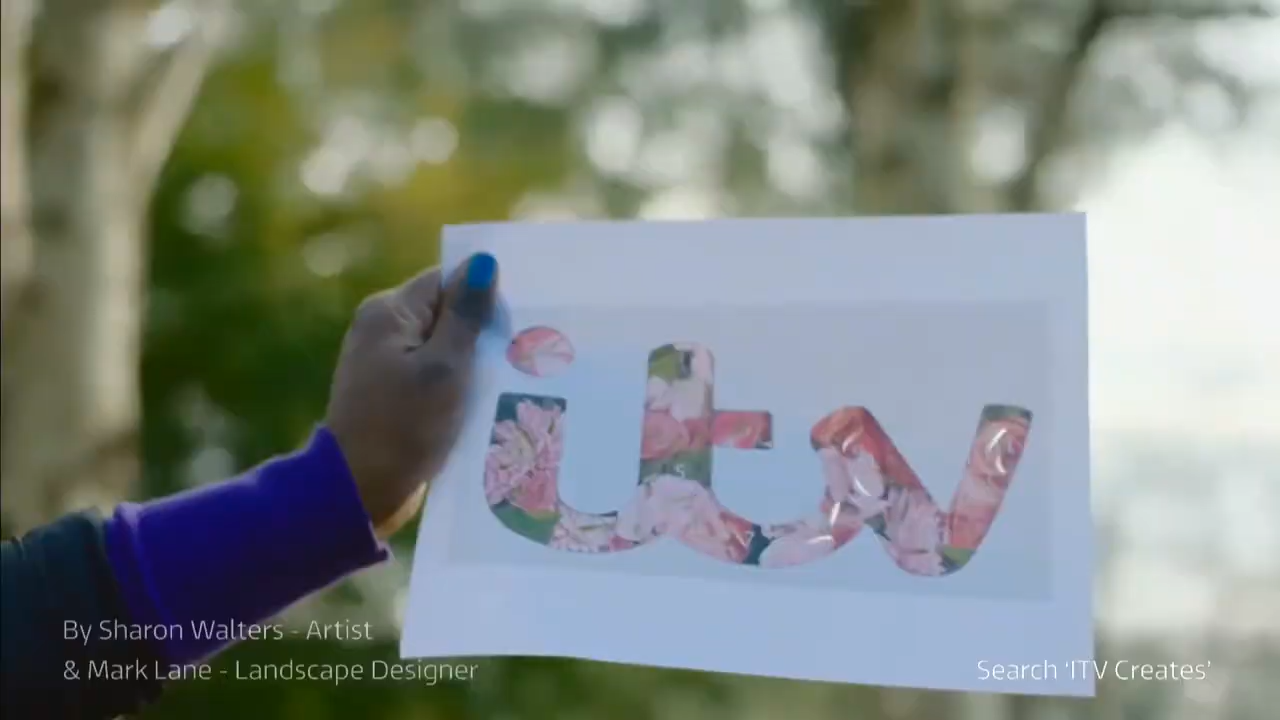 itv
By Sharon Walters - Artist
& Mark Lane - Landscape Designer
Search ‘ITV Creates’